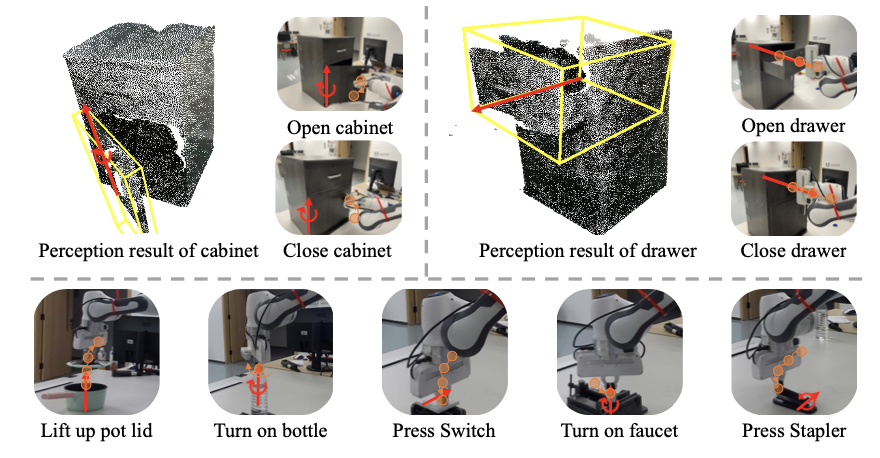 Open cabinet
Perception result of cabinet
Close cabinet
Open drawer
Perception result of drawer
Close drawer
Lift up pot lid
Turn on bottle
Press Switch
Turn on faucet
Press Stapler